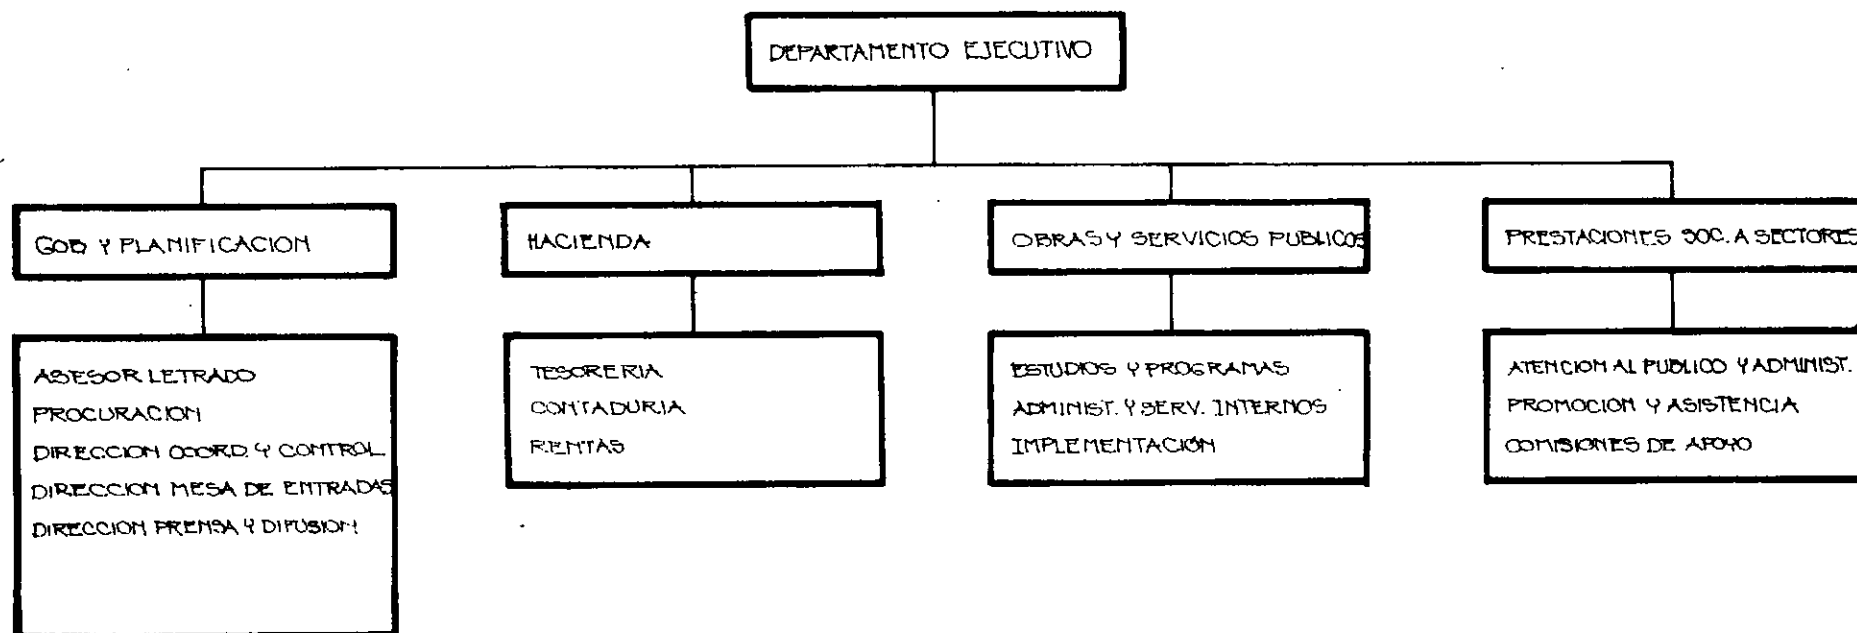 DEPARTAMENTO EJECUTIVO
GOB Y PLANIFICACION
HACIENDA
OBRAS Y SERVICIOS PUBLICOS
PRESTACIONES SOC. A SECTORES
ASESOR LETRADO
PROCURACION
DIRECCION COORD. Y CONTROL
DIRECCION MESA DE ENTRADAS
DIRECCION PRENSA Y DIFUSION
TESORERIA
CONTADURIA
RENTAS
ESTUDIOS Y PROGRAMAS
ADMINIST. Y SERV. INTERNOS
IMPLEMENTACIÓN
ATENCION AL PUBLICO Y ADMINIST.
PROMOCION Y ASISTENCIA
COMISIONES DE APOYO